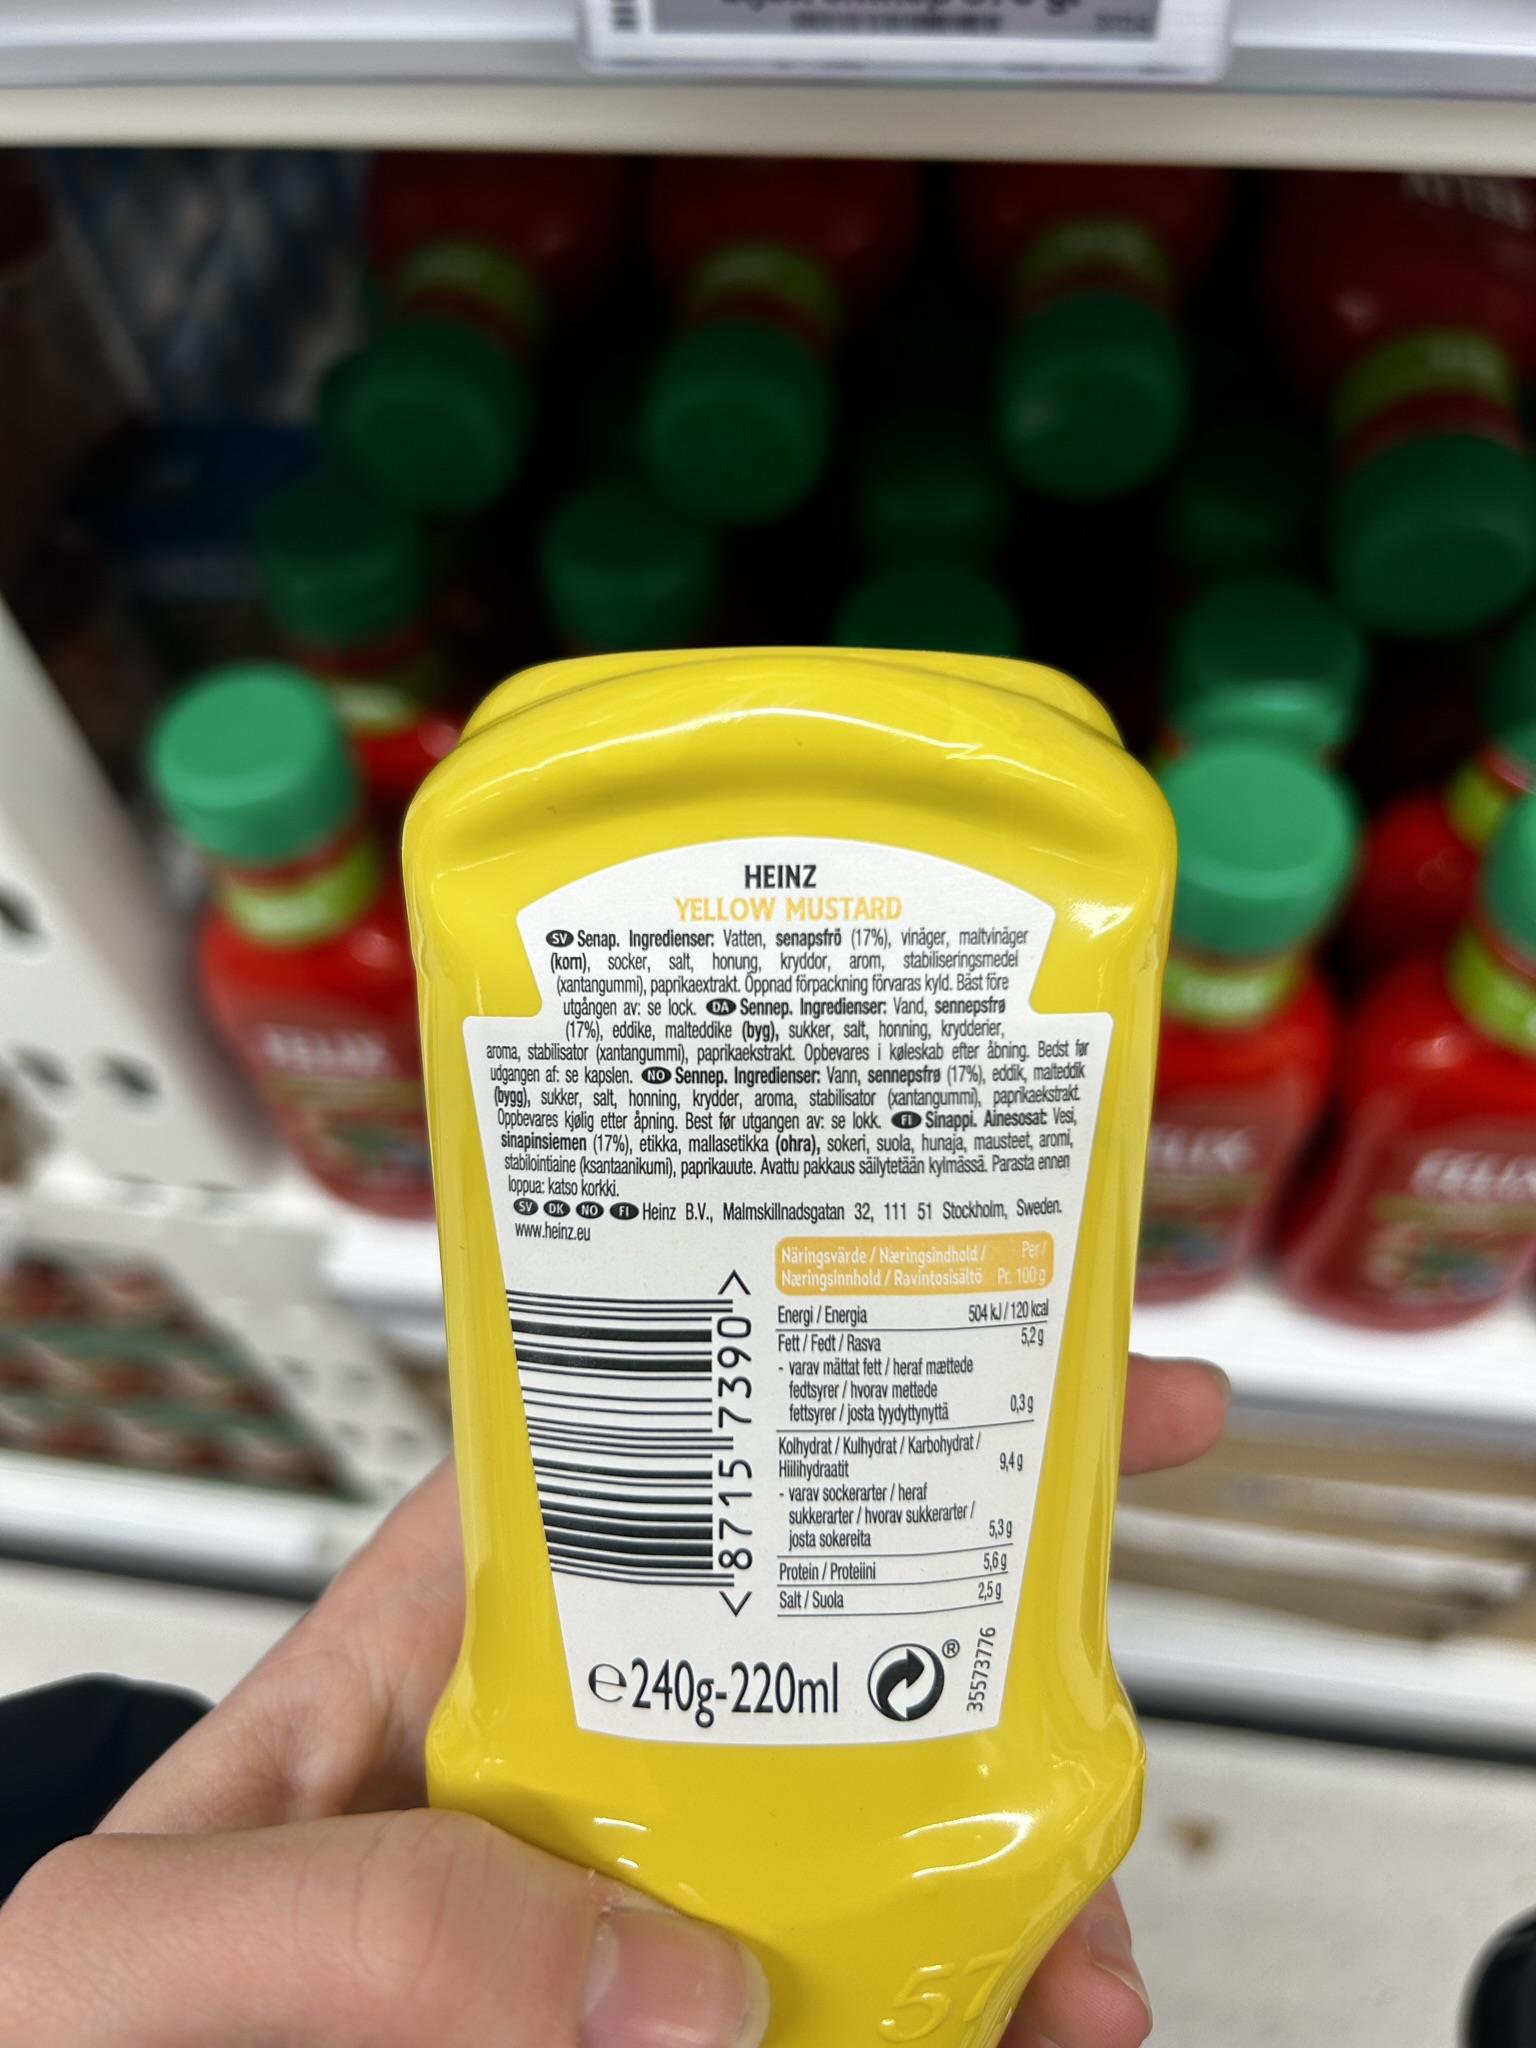 HEINZ
YELLOW MUSTARD
SV Senap. Ingredienser: Vatten, senapsfrö (17%), vinäger, maltvinäger
(korn), socker, salt, honung, kryddor, arom, stabiliseringsmedel
(xantangummi), paprikaextrakt. Öppnad förpackning förvaras kyld. Bäst före
utgången av: se lock. DA Sennep. Ingredienser: Vand, sennepsfrø
(17%), eddike, malteddike (byg), sukker, salt, honning, krydderier,
aroma, stabilisator (xantangummi), paprikaekstrakt. Opbevares i køleskab efter åbning. Bedst før
udgangen af: se kapslen. NO Sennep. Ingredienser: Vann, sennepsfrø (17%), eddik, malteddik
(bygg), sukker, salt, honning, krydder, aroma, stabilisator (xantangummi), paprikaekstrakt.
Oppbevares kjølig etter åpning. Best før utgangen av: se lokk. FI Sinappi. Ainesosat: Vesi,
sinapinsiemen (17%), etikka, mallasetikka (ohra), sokeri, suola, hunaja, mausteet, aromi,
stabilointiaine (ksantaanikumi), paprikauute. Avattu pakkaus säilytetään kylmässä. Parasta ennen
loppua: katso korkki.
SV DK NO FI Heinz B.V., Malmskillnadsgatan 32, 111 51 Stockholm, Sweden.
www.heinz.eu
Näringsvärde / Næringsindhold / Per /
Næringsinnhold / Ravintosisältö Pr. 100 g
Energi / Energia 504 kJ / 120 kcal
Fett / Fedt / Rasva 5,2 g
- varav mättat fett / heraf mættede
fedtsyrer / hvorav mettede
fettsyrer / josta tyydyttynyttä 0,3 g
Kolhydrat / Kulhydrat / Karbohydrat /
Hiilihydraatit 9,4 g
- varav sockerarter / heraf
sukkerarter / hvorav sukkerarter /
josta sokereita 5,3 g
Protein / Proteiini 5,6 g
Salt / Suola 2,5 g
<8715 7390>
e 240g-220ml
®
35573776
57
FELIX
FELIX
FELIX